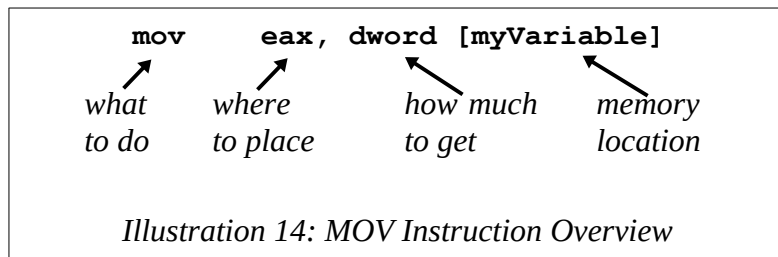 mov eax, dword [myVariable]
what where how much memory
to do to place to get location
Illustration 14: MOV Instruction Overview